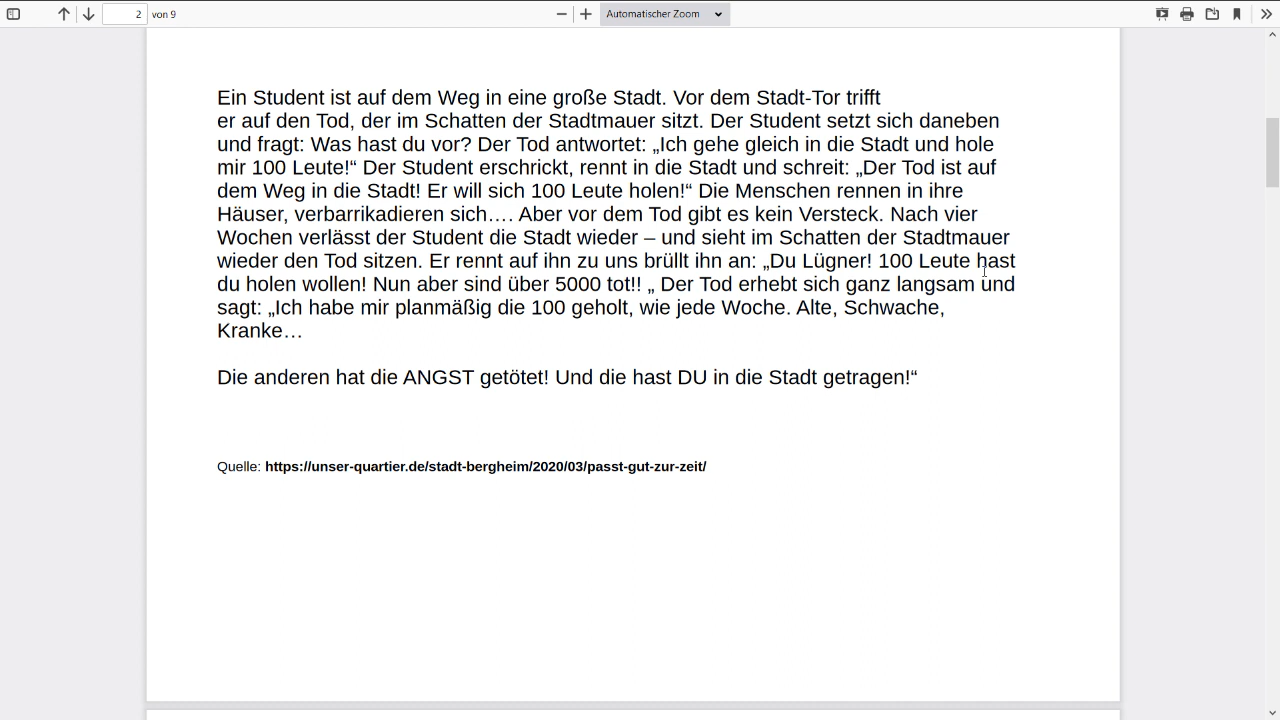 2 von 9 Automatischer Zoom
Ein Student ist auf dem Weg in eine große Stadt. Vor dem Stadt-Tor trifft
er auf den Tod, der im Schatten der Stadtmauer sitzt. Der Student setzt sich daneben
und fragt: Was hast du vor? Der Tod antwortet: „Ich gehe gleich in die Stadt und hole
mir 100 Leute!“ Der Student erschrickt, rennt in die Stadt und schreit: „Der Tod ist auf
dem Weg in die Stadt! Er will sich 100 Leute holen!“ Die Menschen rennen in ihre
Häuser, verbarrikadieren sich…. Aber vor dem Tod gibt es kein Versteck. Nach vier
Wochen verlässt der Student die Stadt wieder – und sieht im Schatten der Stadtmauer
wieder den Tod sitzen. Er rennt auf ihn zu uns brüllt ihn an: „Du Lügner! 100 Leute hast
du holen wollen! Nun aber sind über 5000 tot!! „ Der Tod erhebt sich ganz langsam und
sagt: „Ich habe mir planmäßig die 100 geholt, wie jede Woche. Alte, Schwache,
Kranke…
Die anderen hat die ANGST getötet! Und die hast DU in die Stadt getragen!“
Quelle: https://unser-quartier.de/stadt-bergheim/2020/03/passt-gut-zur-zeit/